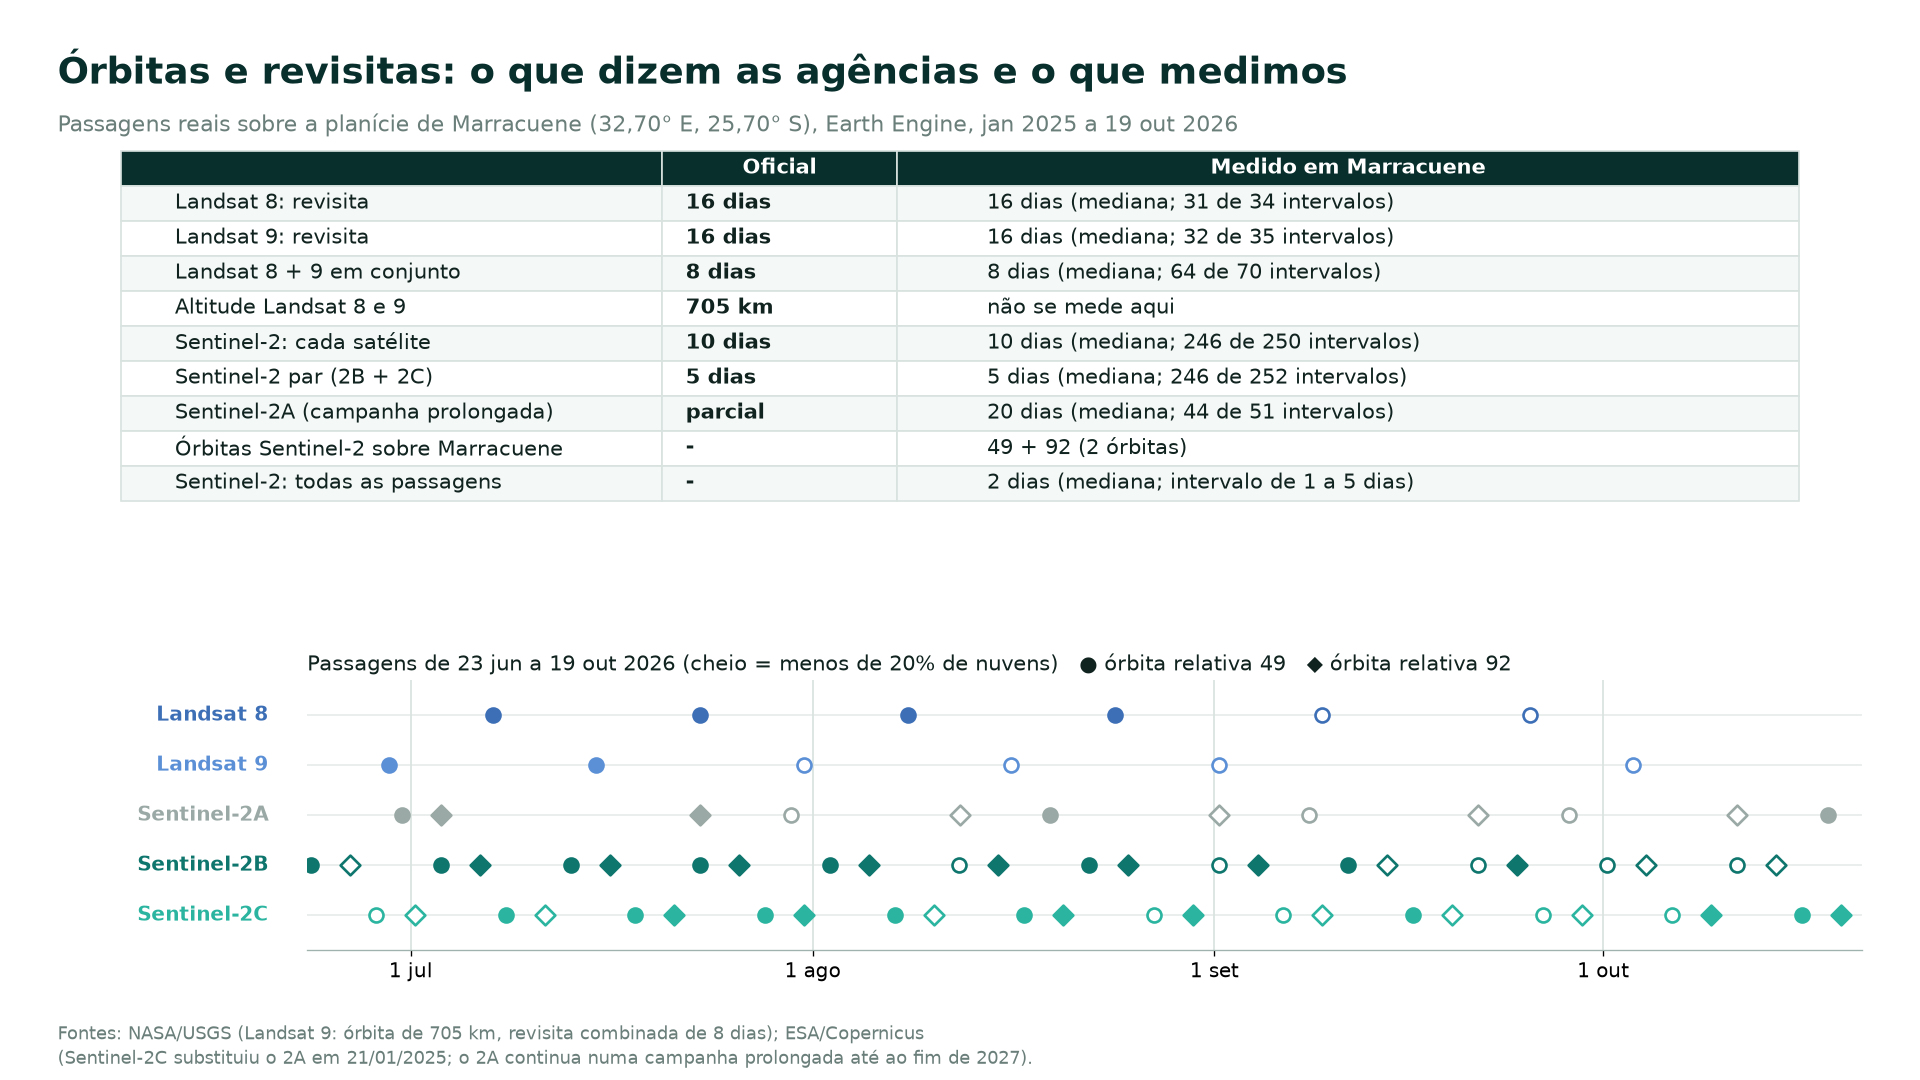 Órbitas e revisitas: o que dizem as agências e o que medimos
Passagens reais sobre a planície de Marracuene (32,70° E, 25,70° S), Earth Engine, jan 2025 a 19 out 2026
Oficial Medido em Marracuene
Landsat 8: revisita 16 dias 16 dias (mediana; 31 de 34 intervalos)
Landsat 9: revisita 16 dias 16 dias (mediana; 32 de 35 intervalos)
Landsat 8 + 9 em conjunto 8 dias 8 dias (mediana; 64 de 70 intervalos)
Altitude Landsat 8 e 9 705 km não se mede aqui
Sentinel-2: cada satélite 10 dias 10 dias (mediana; 246 de 250 intervalos)
Sentinel-2 par (2B + 2C) 5 dias 5 dias (mediana; 246 de 252 intervalos)
Sentinel-2A (campanha prolongada) parcial 20 dias (mediana; 44 de 51 intervalos)
Órbitas Sentinel-2 sobre Marracuene - 49 + 92 (2 órbitas)
Sentinel-2: todas as passagens - 2 dias (mediana; intervalo de 1 a 5 dias)
Passagens de 23 jun a 19 out 2026 (cheio = menos de 20% de nuvens) órbita relativa 49 órbita relativa 92
Landsat 8
Landsat 9
Sentinel-2A
Sentinel-2B
Sentinel-2C
1 jul 1 ago 1 set 1 out
Fontes: NASA/USGS (Landsat 9: órbita de 705 km, revisita combinada de 8 dias); ESA/Copernicus
(Sentinel-2C substituiu o 2A em 21/01/2025; o 2A continua numa campanha prolongada até ao fim de 2027).